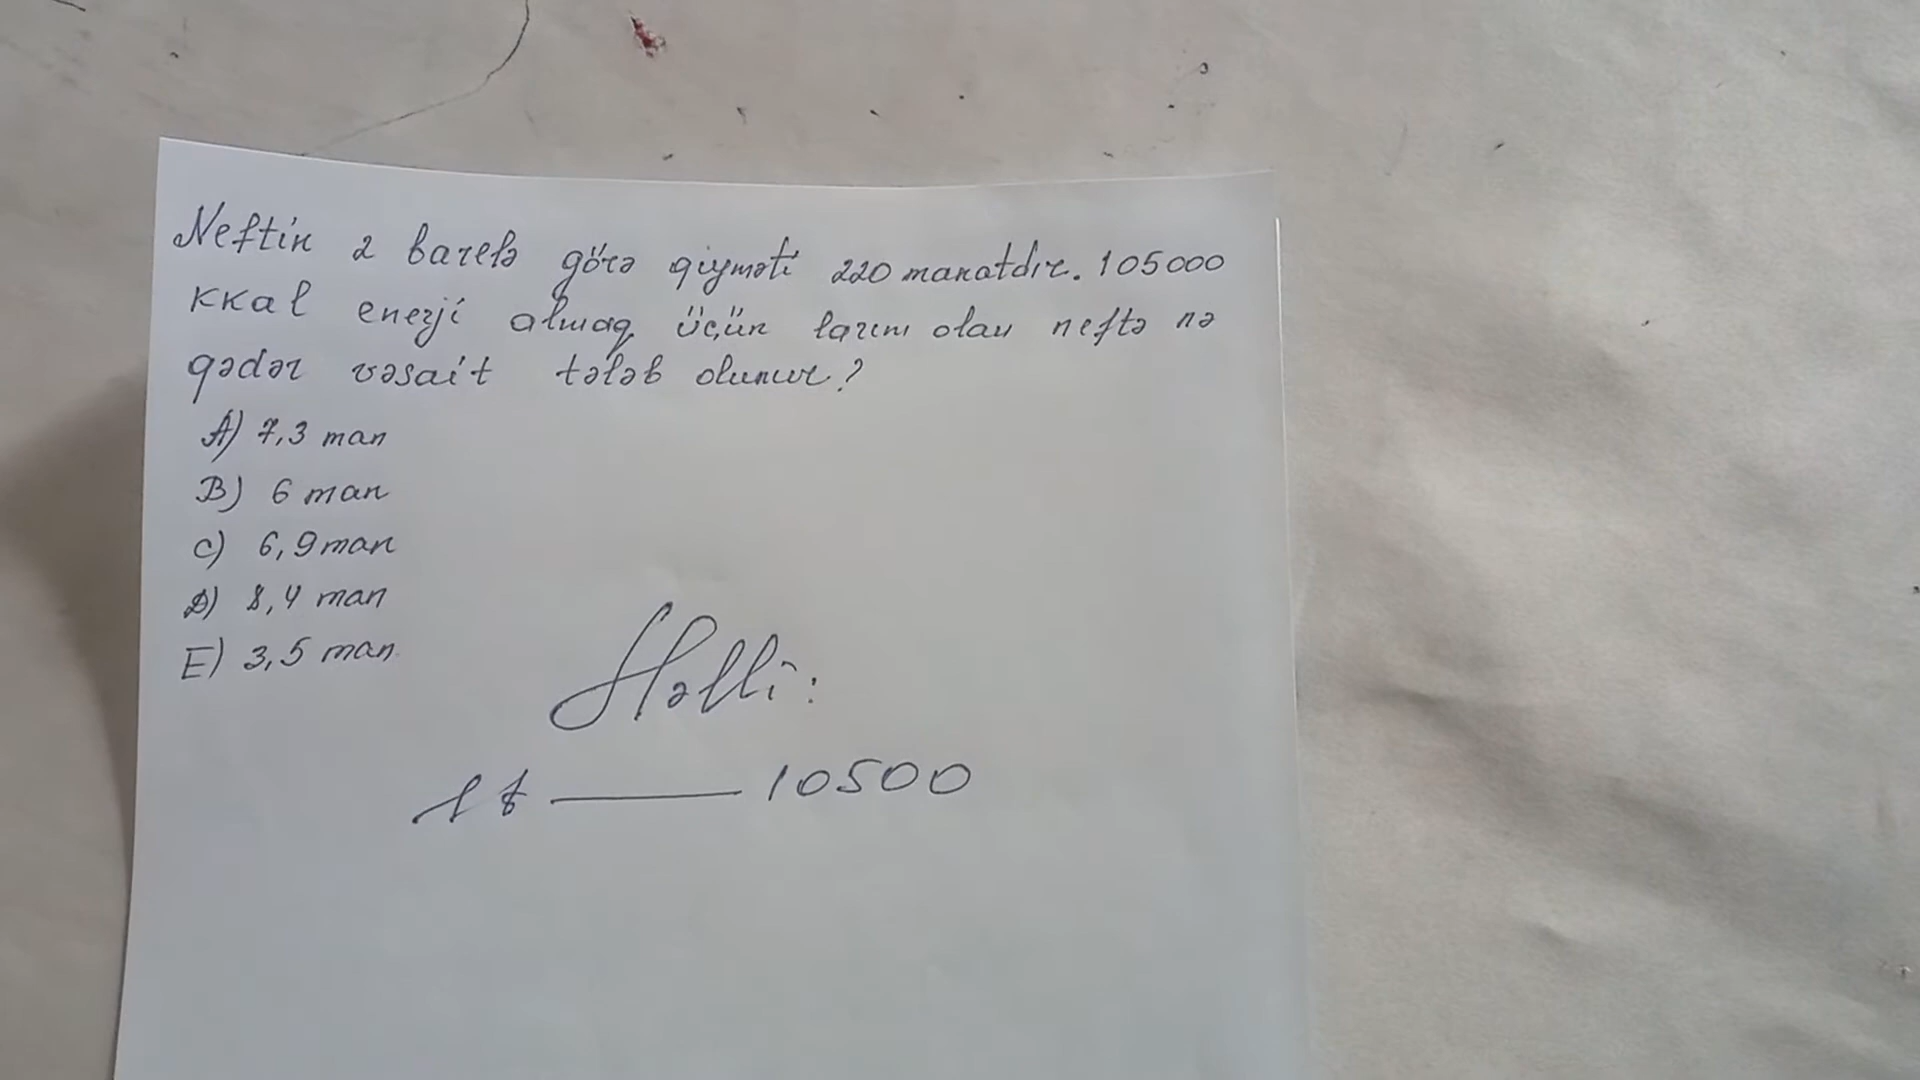 Neftin 2 barelə görə qiyməti 220 manatdır. 105000
kkal enerji almaq üçün lazım olan neftə nə
qədər vəsait tələb olunur?
A) 7,3 man
B) 6 man
C) 6,9 man
D) 8,4 man
E) 3,5 man
Həlli:
1 10500